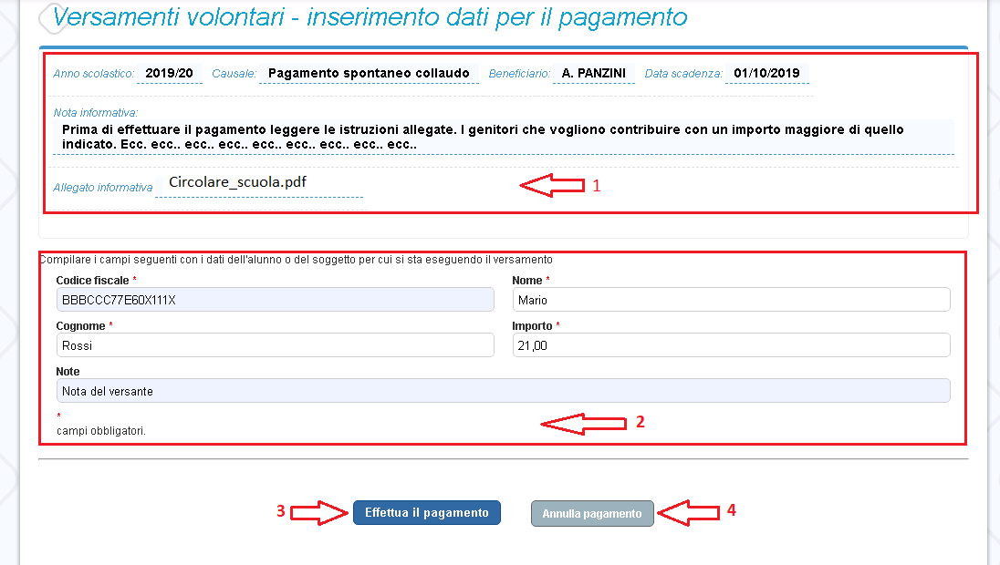 Versamenti volontari - inserimento dati per il pagamento
Anno scolastico: 2019/20 Causale: Pagamento spontaneo collaudo Beneficiario: A. PANZINI Data scadenza: 01/10/2019
Nota informativa:
Prima di effettuare il pagamento leggere le istruzioni allegate. I genitori che vogliono contribuire con un importo maggiore di quello
indicato. Ecc. ecc.. ecc.. ecc.. ecc.. ecc.. ecc.. ecc.. ecc..
Allegato informativa Circolare_scuola.pdf 1
Compilare i campi seguenti con i dati dell'alunno o del soggetto per cui si sta eseguendo il versamento
Codice fiscale * Nome *
BBBCCC77E60X111X Mario
Cognome * Importo *
Rossi 21,00
Note
Nota del versante
*
campi obbligatori.
2
3 Effettua il pagamento Annulla pagamento 4